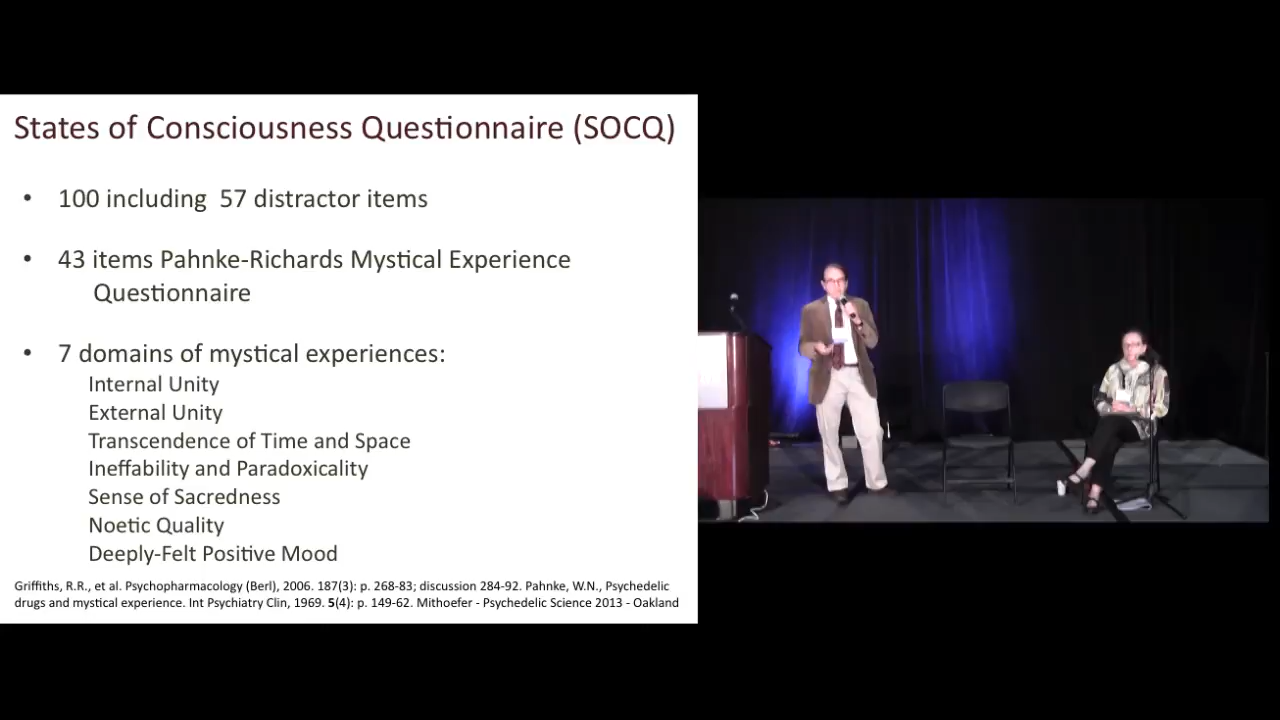 States of Consciousness Questionnaire (SOCQ)
• 100 including 57 distractor items
• 43 items Pahnke-Richards Mystical Experience
Questionnaire
• 7 domains of mystical experiences:
Internal Unity
External Unity
Transcendence of Time and Space
Ineffability and Paradoxicality
Sense of Sacredness
Noetic Quality
Deeply-Felt Positive Mood
Griffiths, R.R., et al. Psychopharmacology (Berl), 2006. 187(3): p. 268-83; discussion 284-92. Pahnke, W.N., Psychedelic
drugs and mystical experience. Int Psychiatry Clin, 1969. 5(4): p. 149-62. Mithoefer - Psychedelic Science 2013 - Oakland